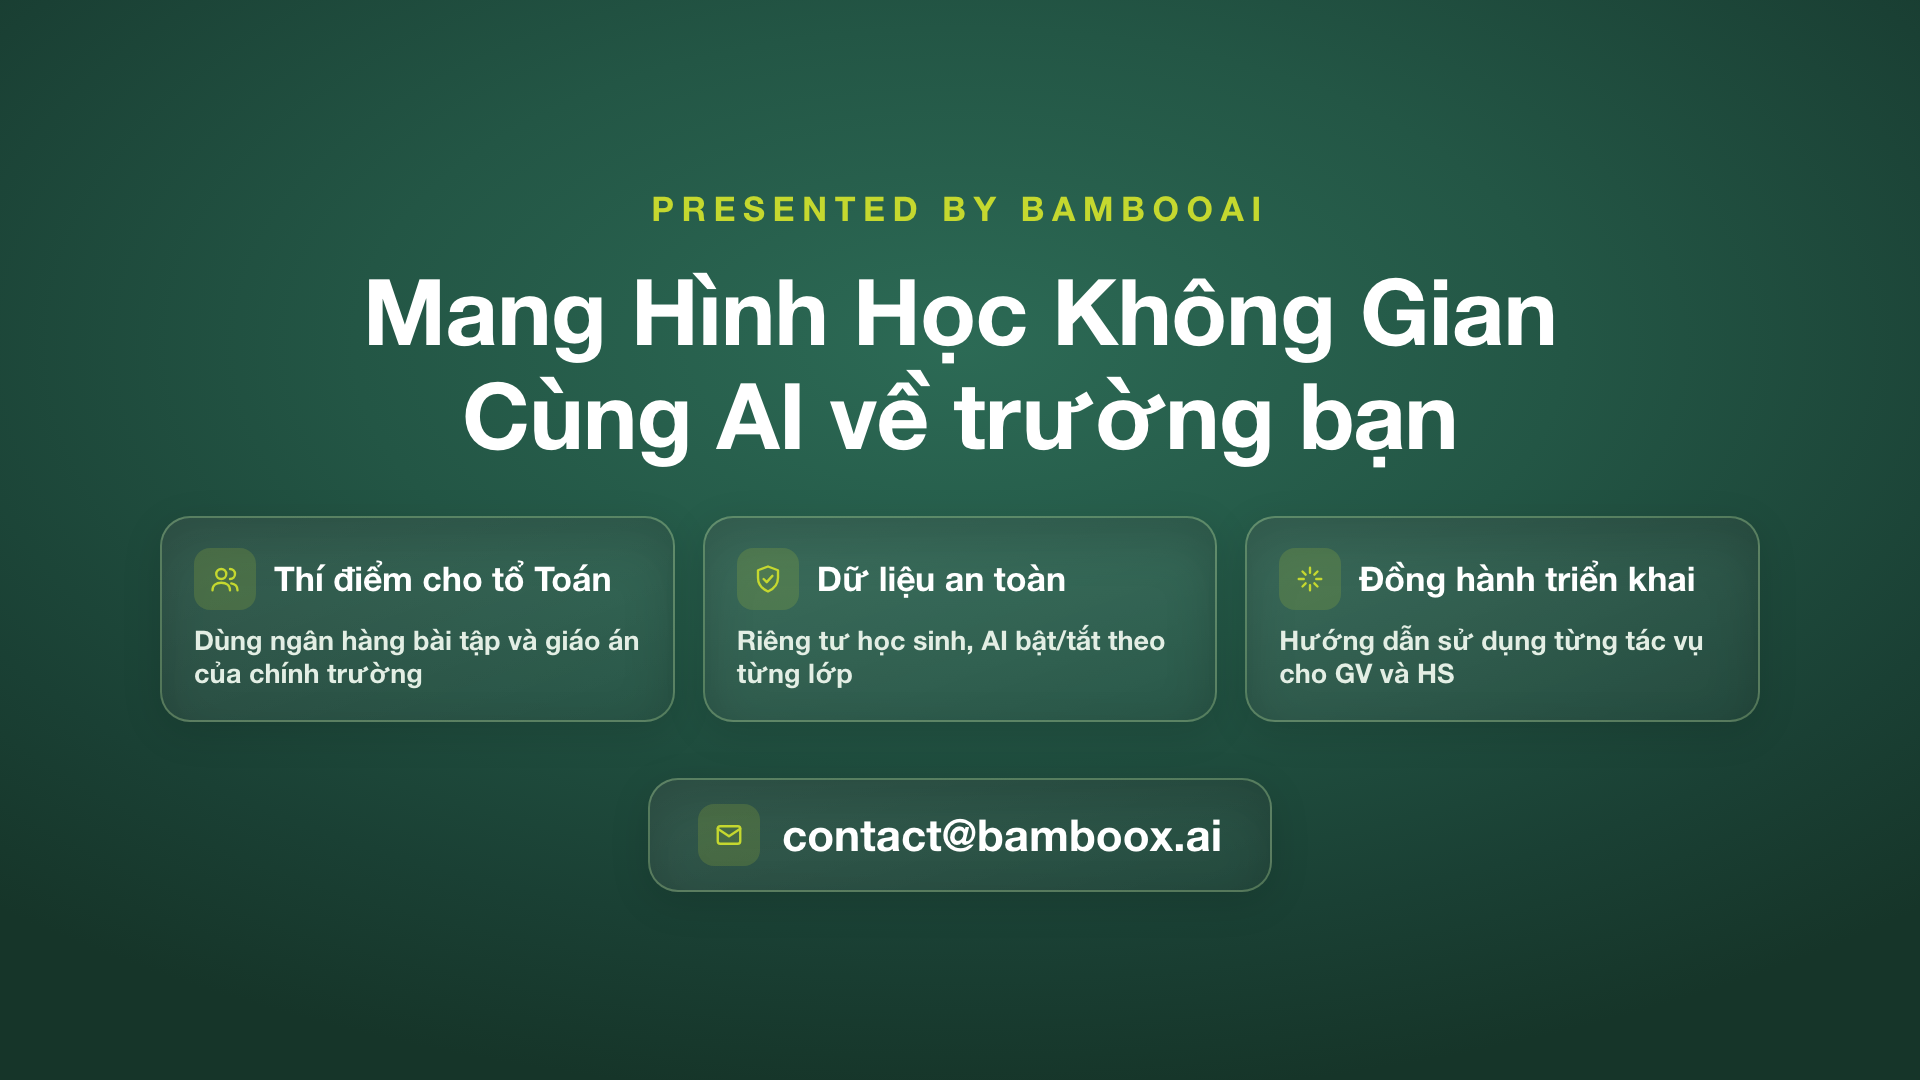 PRESENTED BY BAMBOOAI
Mang Hình Học Không Gian
Cùng AI về trường bạn
Thí điểm cho tổ Toán
Dùng ngân hàng bài tập và giáo án
của chính trường
Dữ liệu an toàn
Riêng tư học sinh, AI bật/tắt theo
từng lớp
Đồng hành triển khai
Hướng dẫn sử dụng từng tác vụ
cho GV và HS
contact@bamboox.ai